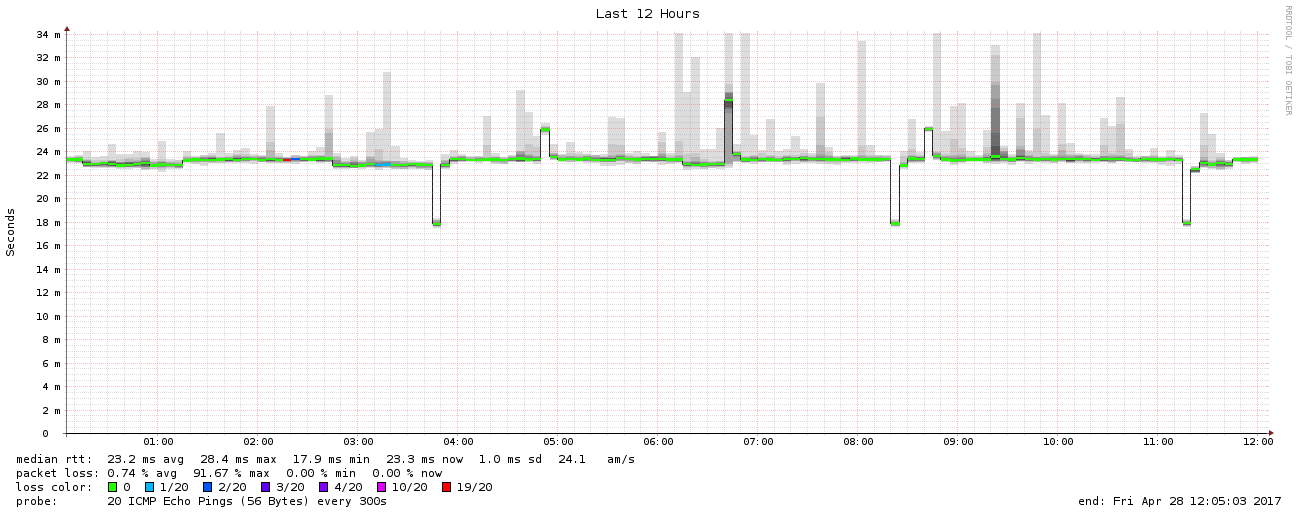 Last 12 Hours
RRDTOOL / TOBI OETIKER
34 m
32 m
30 m
28 m
26 m
24 m
22 m
20 m
18 m
16 m
14 m
12 m
10 m
8 m
6 m
4 m
2 m
0
Seconds
01:00 02:00 03:00 04:00 05:00 06:00 07:00 08:00 09:00 10:00 11:00 12:00
median rtt: 23.2 ms avg 28.4 ms max 17.9 ms min 23.3 ms now 1.0 ms sd 24.1 am/s
packet loss: 0.74 % avg 91.67 % max 0.00 % min 0.00 % now
loss color: 0 1/20 2/20 3/20 4/20 10/20 19/20
probe: 20 ICMP Echo Pings (56 Bytes) every 300s end: Fri Apr 28 12:05:03 2017